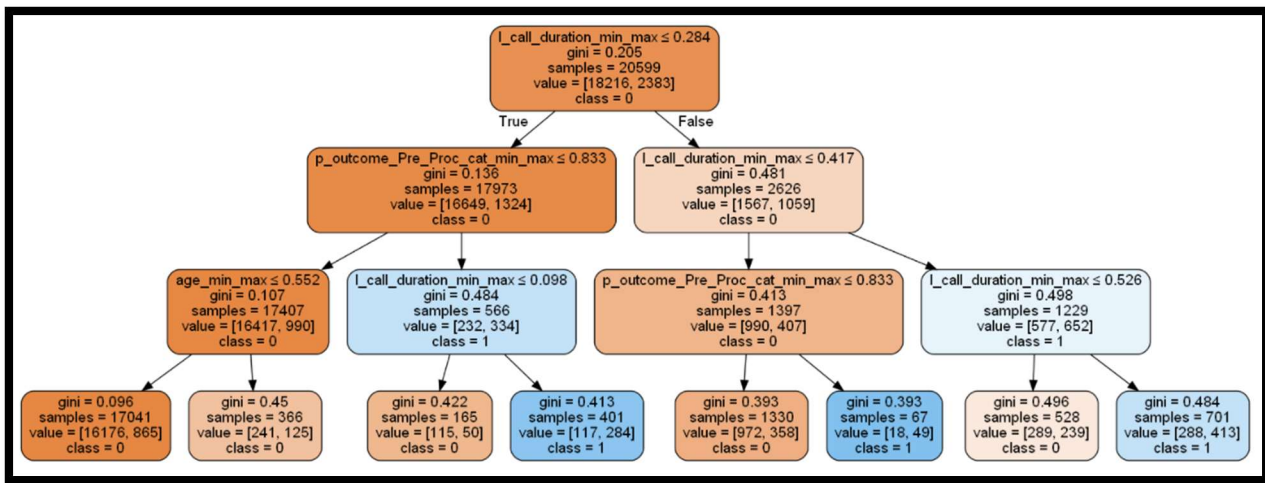 l_call_duration_min_max ≤ 0.284
gini = 0.205
samples = 20599
value = [18216, 2383]
class = 0
True
False
p_outcome_Pre_Proc_cat_min_max ≤ 0.833
gini = 0.136
samples = 17973
value = [16649, 1324]
class = 0
l_call_duration_min_max ≤ 0.417
gini = 0.481
samples = 2626
value = [1567, 1059]
class = 0
age_min_max ≤ 0.552
gini = 0.107
samples = 17407
value = [16417, 990]
class = 0
l_call_duration_min_max ≤ 0.098
gini = 0.484
samples = 566
value = [232, 334]
class = 1
p_outcome_Pre_Proc_cat_min_max ≤ 0.833
gini = 0.413
samples = 1397
value = [990, 407]
class = 0
l_call_duration_min_max ≤ 0.526
gini = 0.498
samples = 1229
value = [577, 652]
class = 1
gini = 0.096
samples = 17041
value = [16176, 865]
class = 0
gini = 0.45
samples = 366
value = [241, 125]
class = 0
gini = 0.422
samples = 165
value = [115, 50]
class = 0
gini = 0.413
samples = 401
value = [117, 284]
class = 1
gini = 0.393
samples = 1330
value = [972, 358]
class = 0
gini = 0.393
samples = 67
value = [18, 49]
class = 1
gini = 0.496
samples = 528
value = [289, 239]
class = 0
gini = 0.484
samples = 701
value = [288, 413]
class = 1